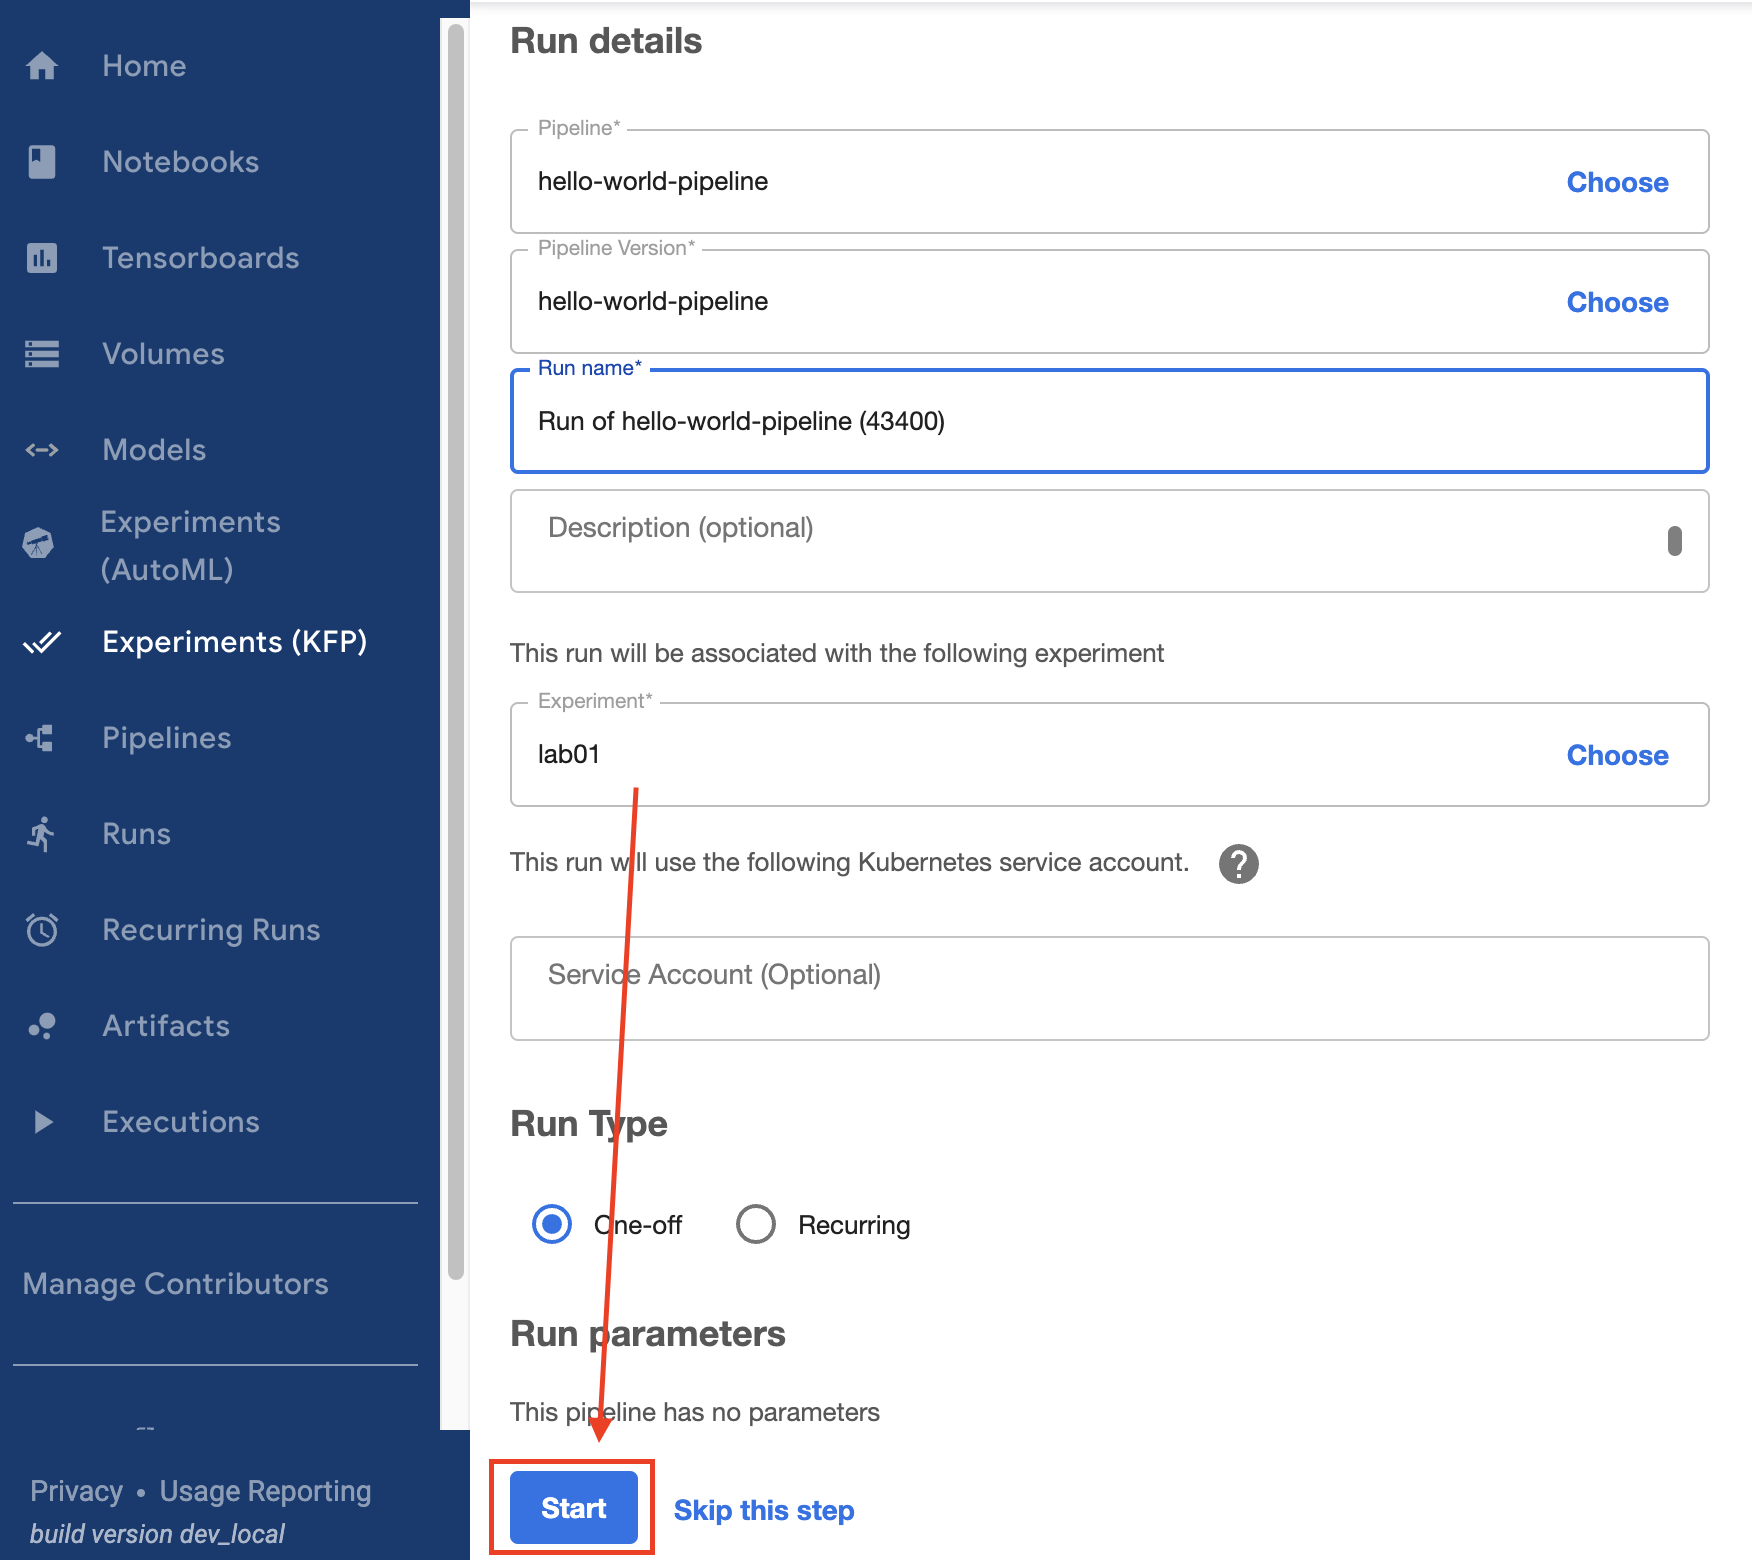 Home
Notebooks
Tensorboards
Volumes
Models
Experiments
(AutoML)
Experiments (KFP)
Pipelines
Runs
Recurring Runs
Artifacts
Executions
Manage Contributors
Privacy • Usage Reporting
build version dev_local
Run details
Pipeline*
hello-world-pipeline
Choose
Pipeline Version*
hello-world-pipeline
Choose
Run name*
Run of hello-world-pipeline (43400)
Description (optional)
This run will be associated with the following experiment
Experiment*
lab01
Choose
This run will use the following Kubernetes service account.
?
Service Account (Optional)
Run Type
One-off
Recurring
Run parameters
This pipeline has no parameters
Start
Skip this step